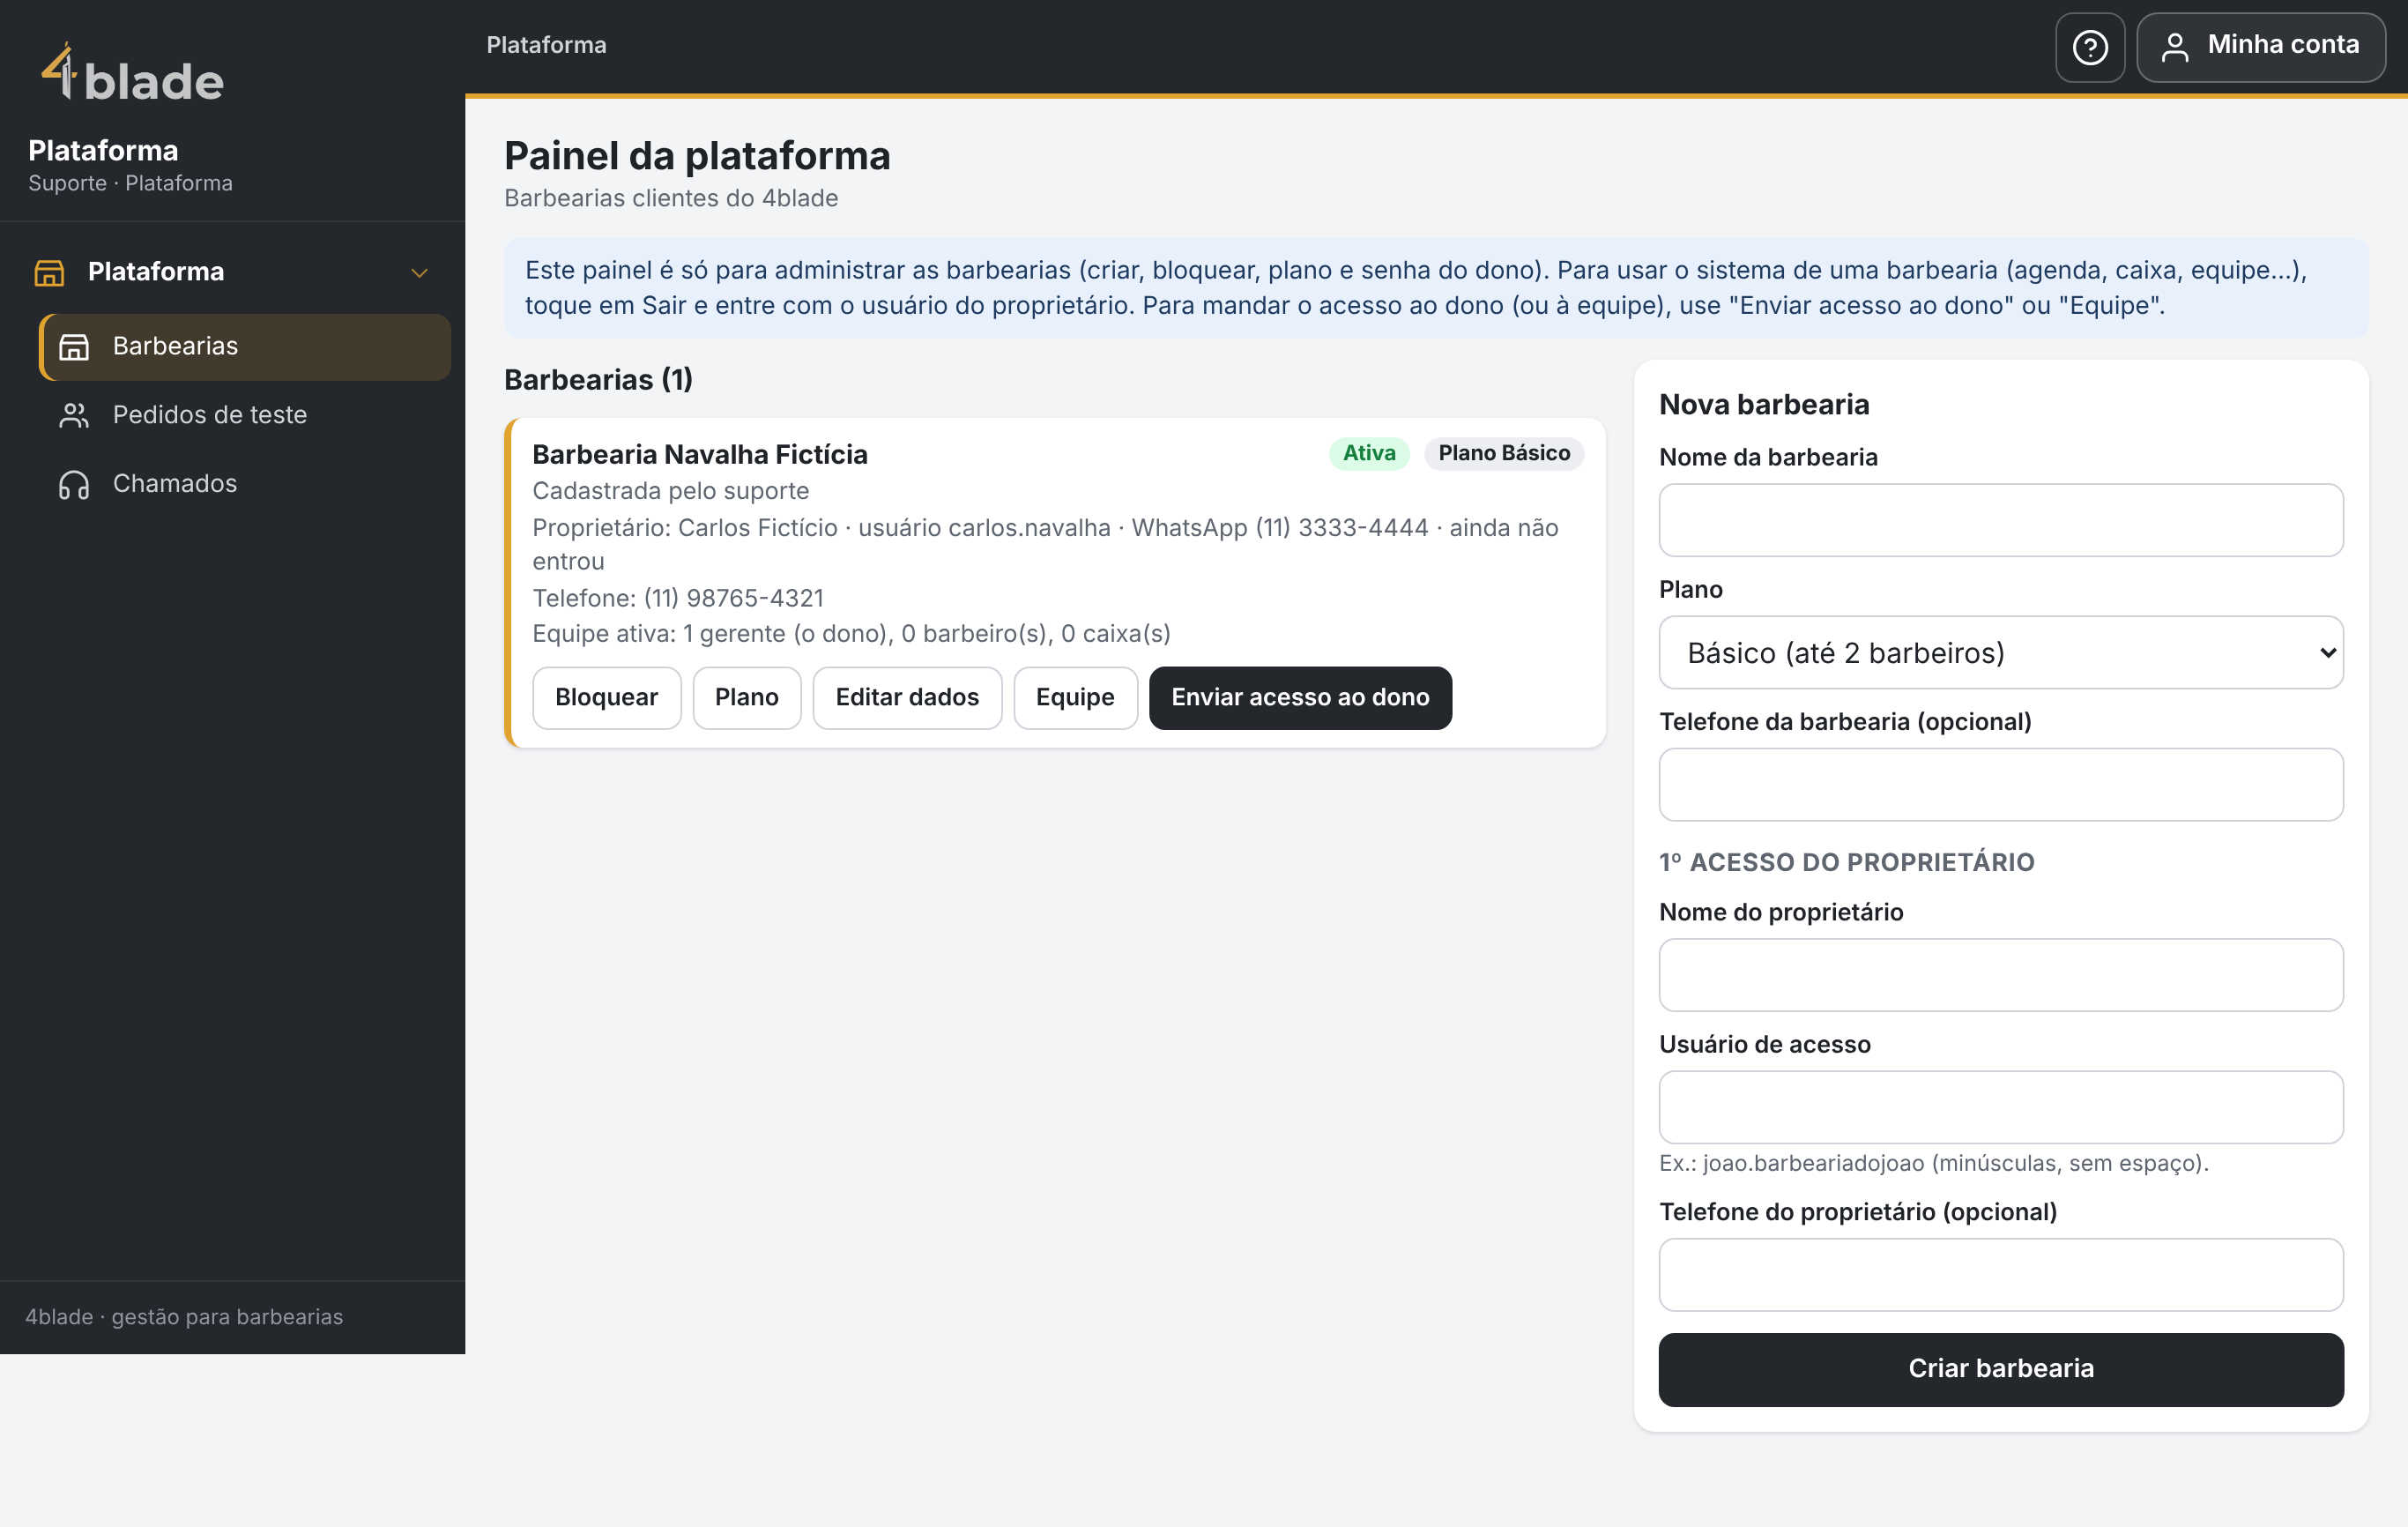 4blade
Plataforma
Suporte · Plataforma
Plataforma
Barbearias
Pedidos de teste
Chamados
4blade · gestão para barbearias
Plataforma
Minha conta
Painel da plataforma
Barbearias clientes do 4blade
Este painel é só para administrar as barbearias (criar, bloquear, plano e senha do dono). Para usar o sistema de uma barbearia (agenda, caixa, equipe...),
toque em Sair e entre com o usuário do proprietário. Para mandar o acesso ao dono (ou à equipe), use "Enviar acesso ao dono" ou "Equipe".
Barbearias (1)
Barbearia Navalha Fictícia
Ativa
Plano Básico
Cadastrada pelo suporte
Proprietário: Carlos Fictício · usuário carlos.navalha · WhatsApp (11) 3333-4444 · ainda não
entrou
Telefone: (11) 98765-4321
Equipe ativa: 1 gerente (o dono), 0 barbeiro(s), 0 caixa(s)
Bloquear
Plano
Editar dados
Equipe
Enviar acesso ao dono
Nova barbearia
Nome da barbearia
Plano
Básico (até 2 barbeiros)
Telefone da barbearia (opcional)
1º ACESSO DO PROPRIETÁRIO
Nome do proprietário
Usuário de acesso
Ex.: joao.barbeariadojoao (minúsculas, sem espaço).
Telefone do proprietário (opcional)
Criar barbearia